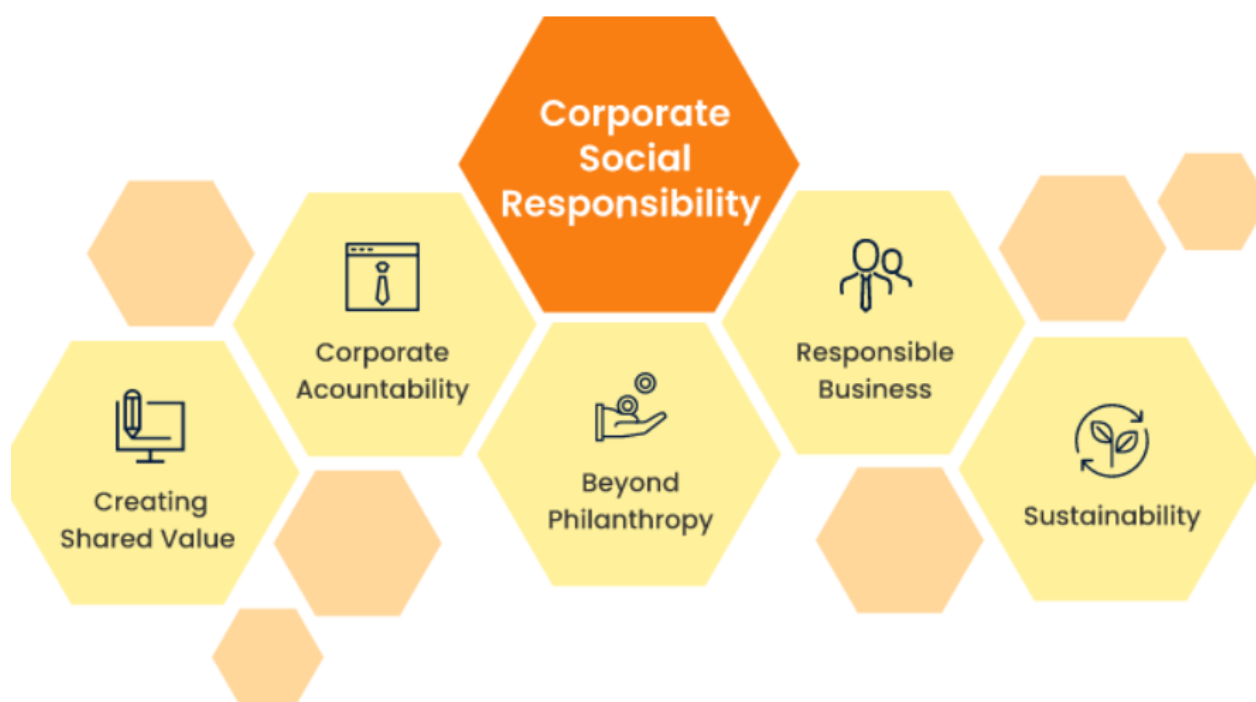 Corporate
Social
Responsibility
Corporate
Acountability
Responsible
Business
Creating
Shared Value
Beyond
Philanthropy
Sustainability